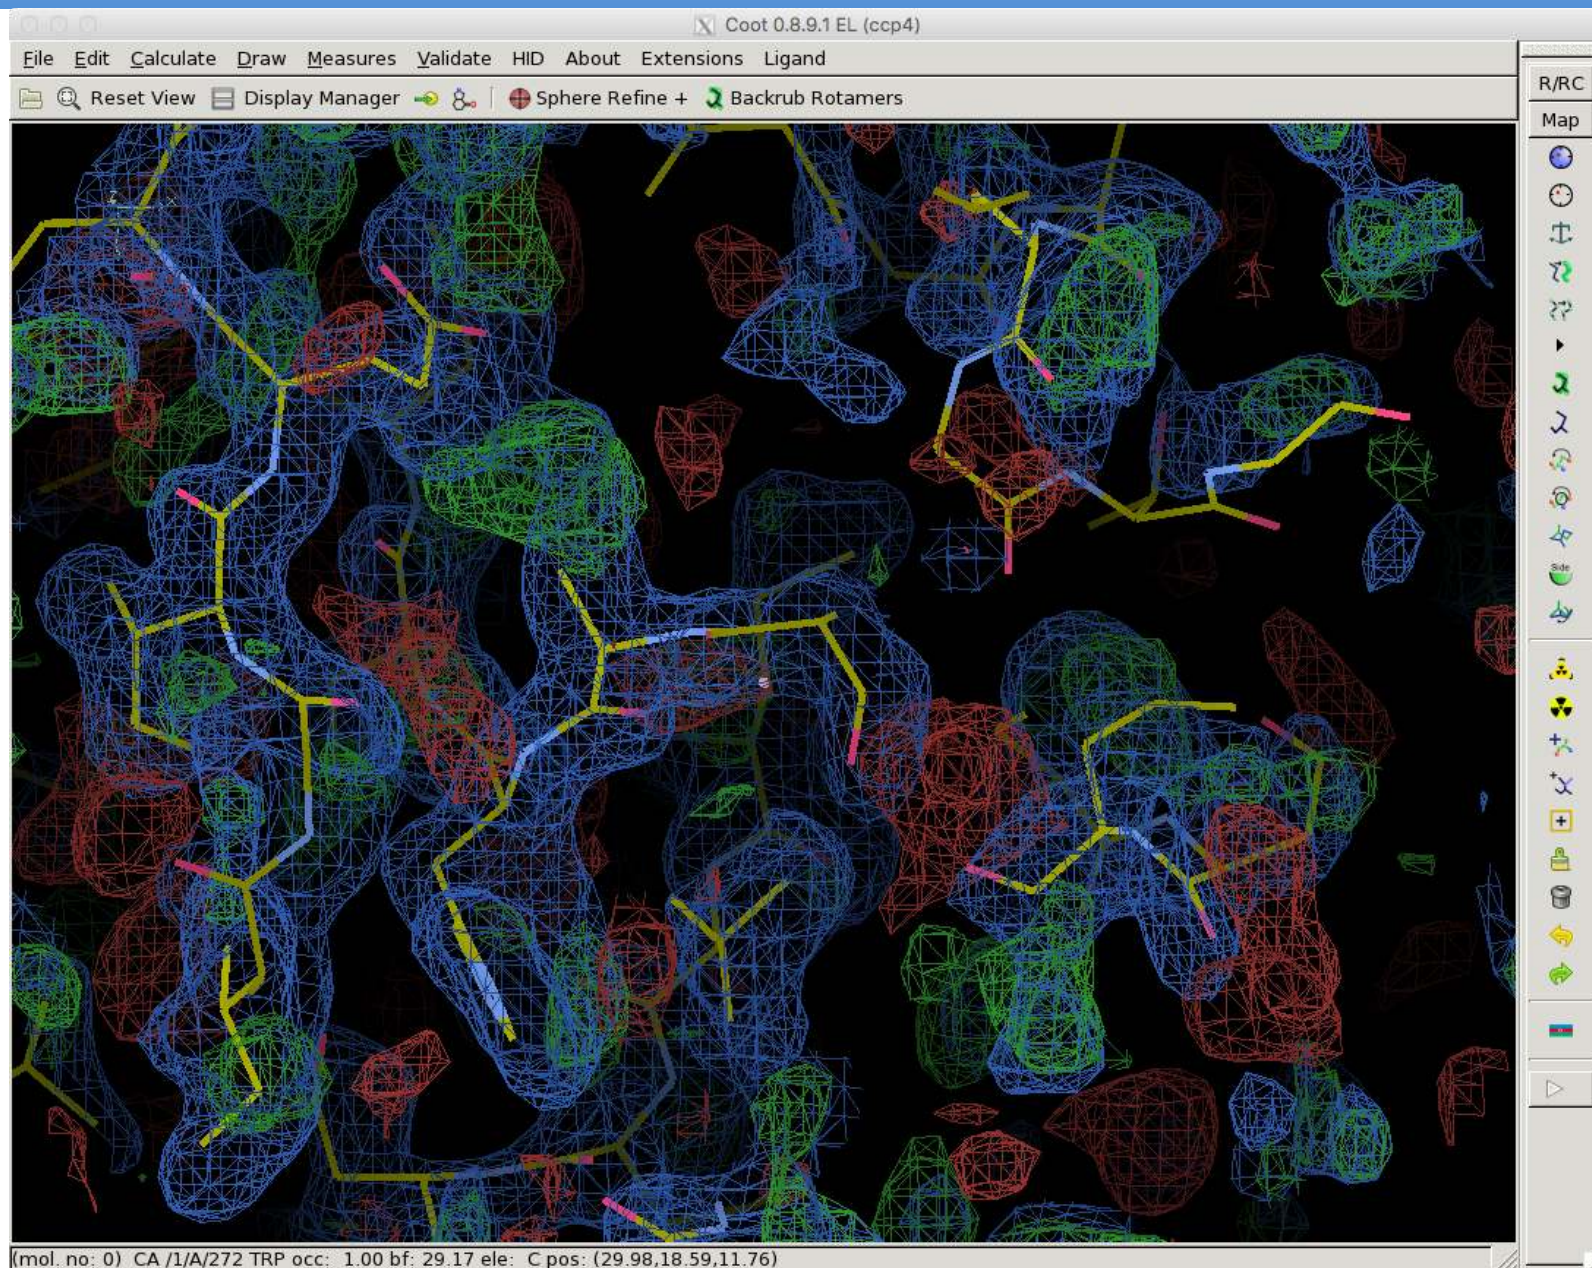 Coot 0.8.9.1 EL (ccp4)
File Edit Calculate Draw Measures Validate HID About Extensions Ligand
R/RC
Reset View Display Manager Sphere Refine + Backrub Rotamers
Map
Side
(mol. no: 0) CA /1/A/272 TRP occ: 1.00 bf: 29.17 ele: C pos: (29.98,18.59,11.76)